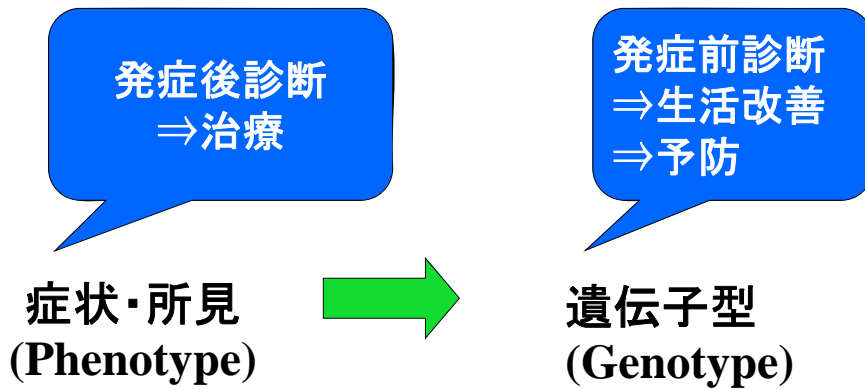 発症後診断
⇒治療
発症前診断
⇒生活改善
⇒予防
症状・所見
(Phenotype)
遺伝子型
(Genotype)